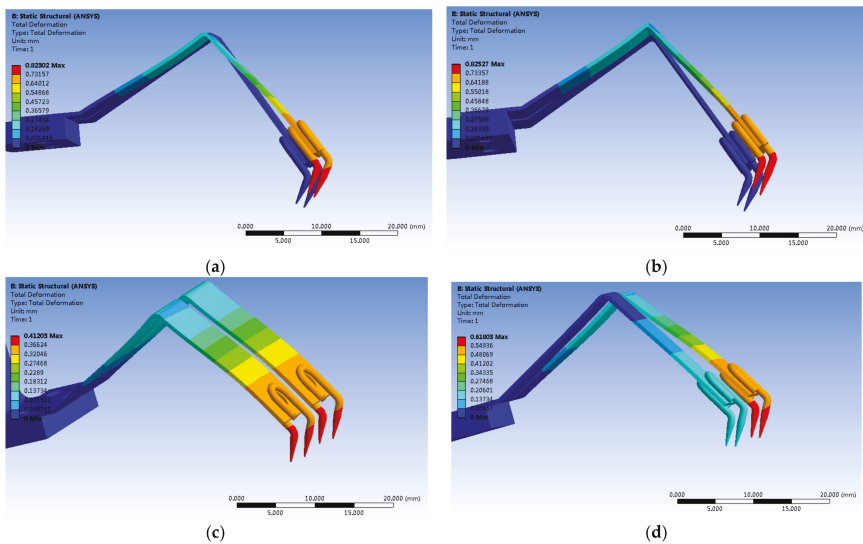 B: Static Structural (ANSYS)
Total Deformation
Type: Total Deformation
Unit: mm
Time: 1
0.82302 Max
0.73157
0.64012
0.54868
0.45723
0.36579
0.27434
0 Min
0.000 10.000 20.000 (mm)
5.000 15.000
(a)
B: Static Structural (ANSYS)
Total Deformation
Type: Total Deformation
Unit: mm
Time: 1
0.82527 Max
0.73357
0.64188
0.55018
0.45848
0.36679
0.27509
0 Min
0.000 10.000 20.000 (mm)
5.000 15.000
(b)
B: Static Structural (ANSYS)
Total Deformation
Type: Total Deformation
Unit: mm
Time: 1
0.41203 Max
0.36624
0.32046
0.27468
0.2289
0.18312
0.13734
0 Min
0.000 10.000 20.000 (mm)
5.000 15.000
(c)
B: Static Structural (ANSYS)
Total Deformation
Type: Total Deformation
Unit: mm
Time: 1
0.61803 Max
0.54936
0.48069
0.41202
0.34335
0.27468
0.20601
0.13734
0 Min
0.000 10.000 20.000 (mm)
5.000 15.000
(d)